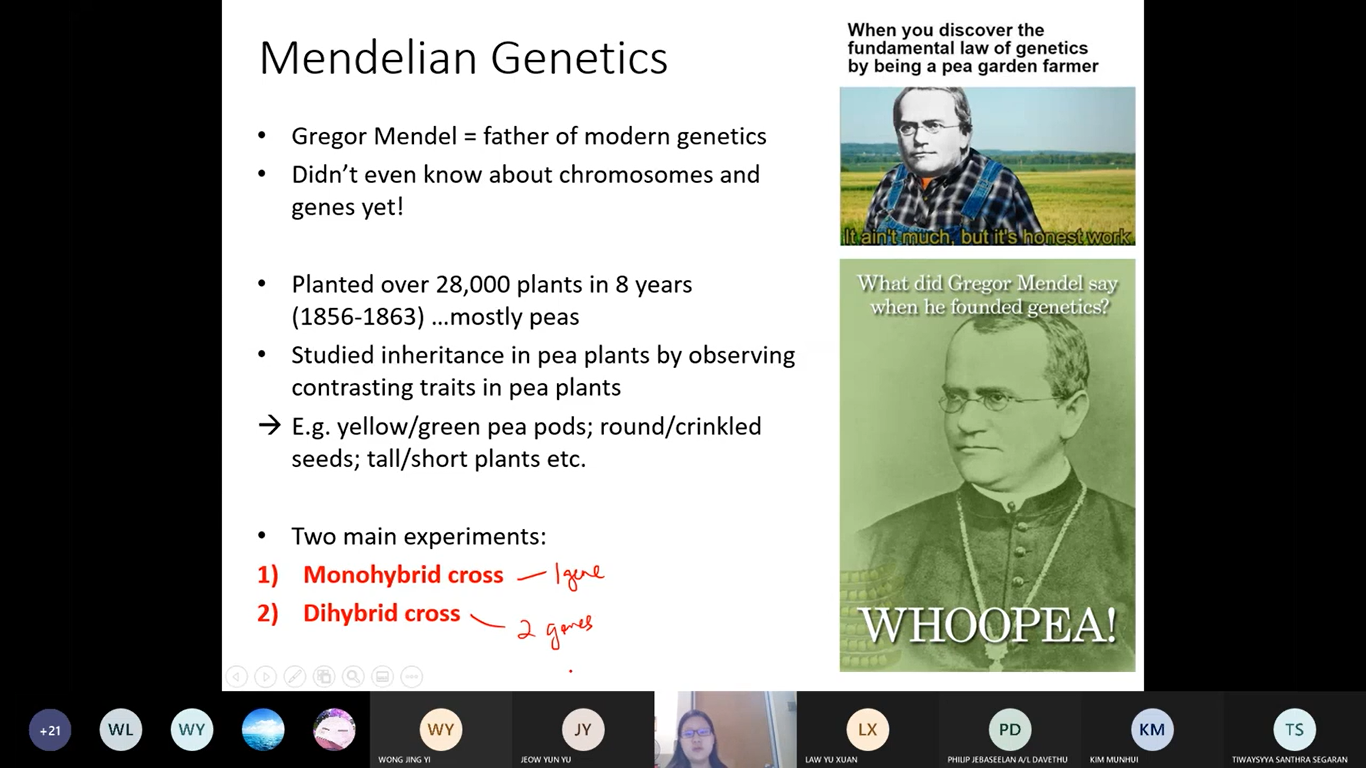 Mendelian Genetics
• Gregor Mendel = father of modern genetics
• Didn't even know about chromosomes and
genes yet!
• Planted over 28,000 plants in 8 years
(1856-1863) ...mostly peas
• Studied inheritance in pea plants by observing
contrasting traits in pea plants
→ E.g. yellow/green pea pods; round/crinkled
seeds; tall/short plants etc.
• Two main experiments:
1) Monohybrid cross — 1 gene
2) Dihybrid cross — 2 genes
When you discover the
fundamental law of genetics
by being a pea garden farmer
It ain't much, but it's honest work
What did Gregor Mendel say
when he founded genetics?
WHOOPEA!
+21
WL
WY
WY
WONG JING YI
JY
JEOW YUN YU
LX
LAW YU XUAN
PD
PHILIP JEBASEELAN A/L DAVETHU
KM
KIM MUNHUI
TS
TIWAYSYYA SANTHRA SEGARAN